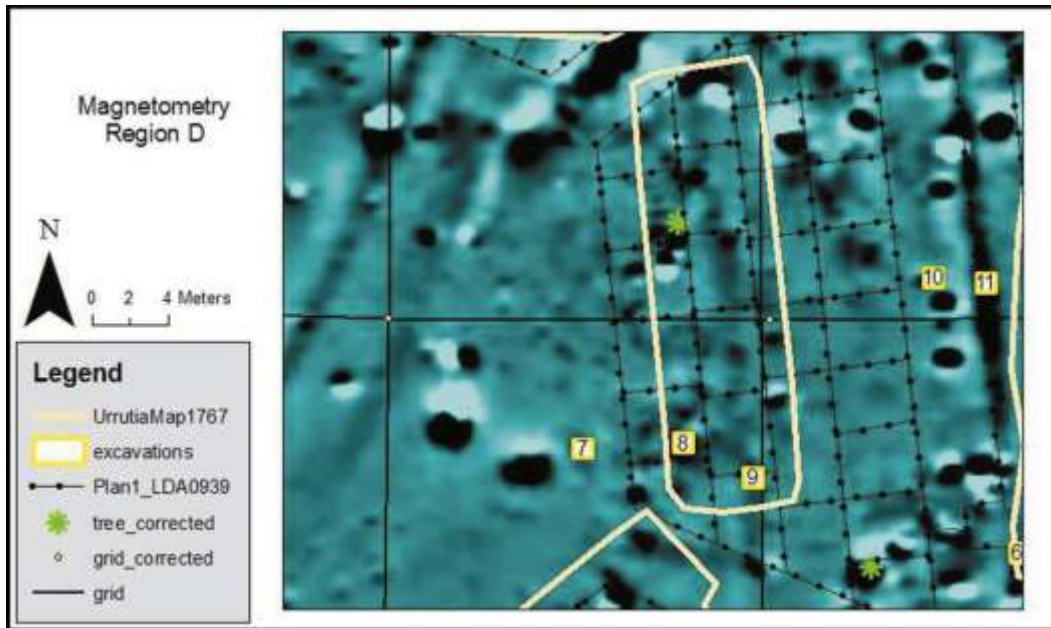 Magnetometry
Region D
N
0 2 4 Meters
Legend
UrrutiaMap1767
excavations
Plan1_LDA0939
tree_corrected
grid_corrected
grid
10
11
7
8
9
6